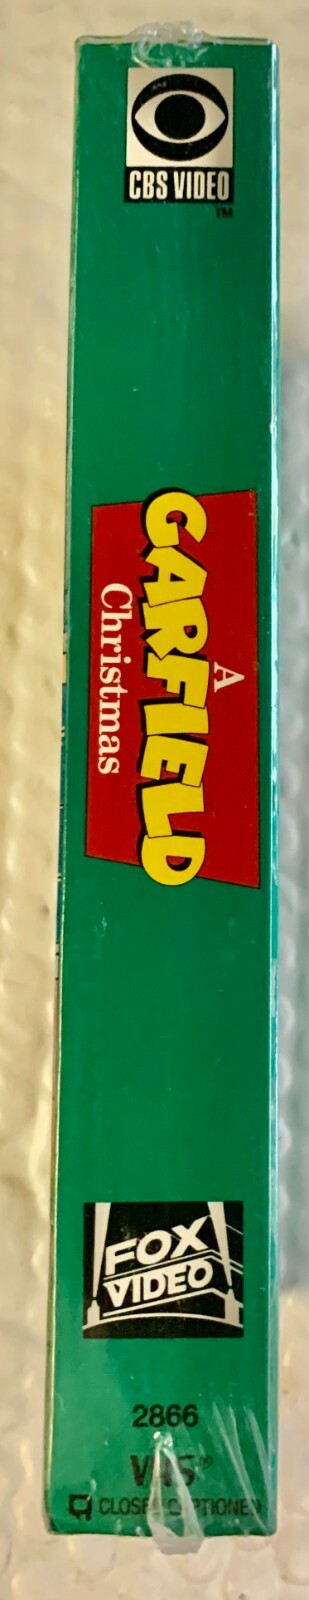 CBS VIDEO
TM
A
GARFIELD
Christmas
FOX
VIDEO
2866
VHS®
CLOSED CAPTIONED